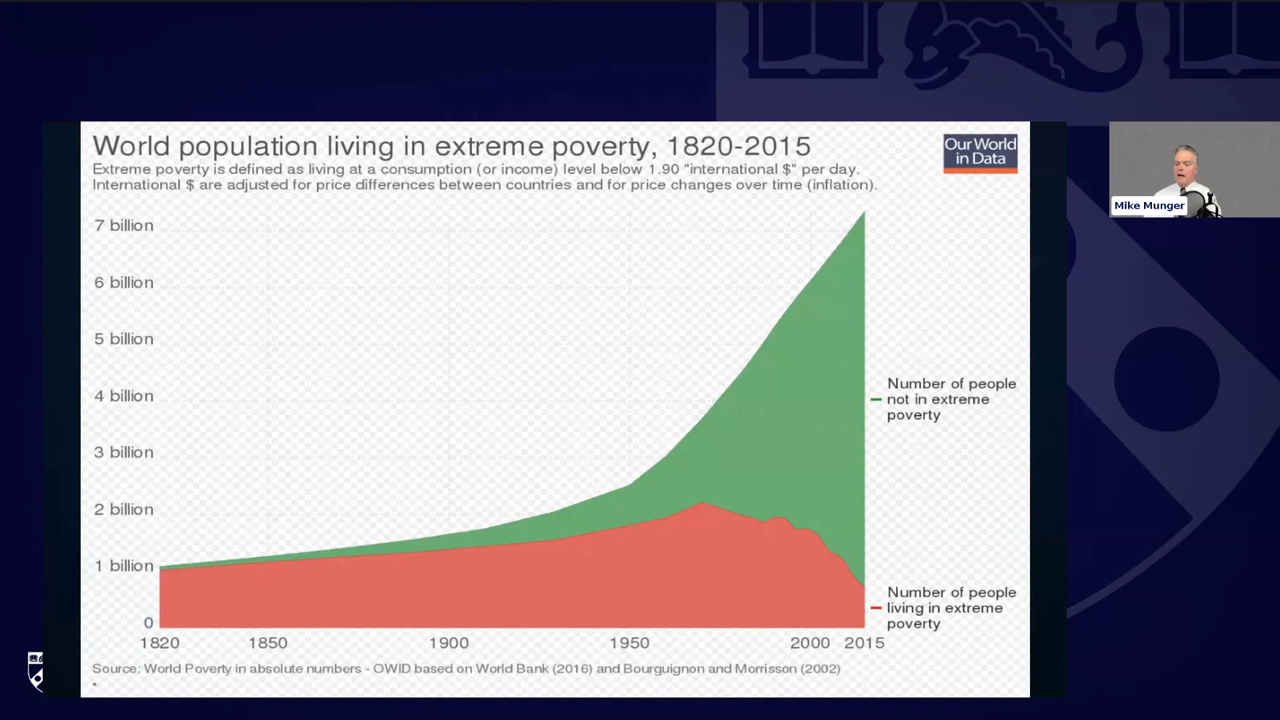 World population living in extreme poverty, 1820-2015
Extreme poverty is defined as living at a consumption (or income) level below 1.90 "international $" per day.
International $ are adjusted for price differences between countries and for price changes over time (inflation).
Our World
in Data
Mike Munger
7 billion
6 billion
5 billion
4 billion
3 billion
2 billion
1 billion
0
Number of people
not in extreme
poverty
Number of people
living in extreme
poverty
1820
1850
1900
1950
2000
2015
Source: World Poverty in absolute numbers - OWID based on World Bank (2016) and Bourguignon and Morrisson (2002)